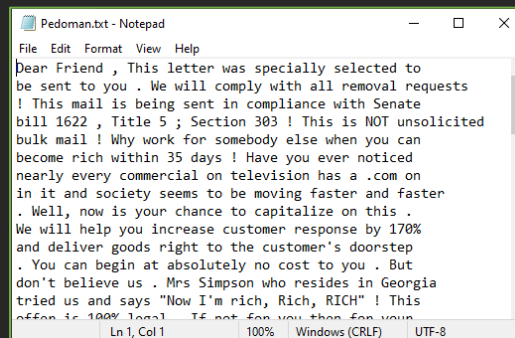 Pedoman.txt - Notepad
File Edit Format View Help
Dear Friend , This letter was specially selected to
be sent to you . We will comply with all removal requests
! This mail is being sent in compliance with Senate
bill 1622 , Title 5 ; Section 303 ! This is NOT unsolicited
bulk mail ! Why work for somebody else when you can
become rich within 35 days ! Have you ever noticed
nearly every commercial on television has a .com on
in it and society seems to be moving faster and faster
. Well, now is your chance to capitalize on this .
We will help you increase customer response by 170%
and deliver goods right to the customer's doorstep
. You can begin at absolutely no cost to you . But
don't believe us . Mrs Simpson who resides in Georgia
tried us and says "Now I'm rich, Rich, RICH" ! This
offer is 100% legal . If not for you then for your
Ln 1, Col 1 100% Windows (CRLF) UTF-8